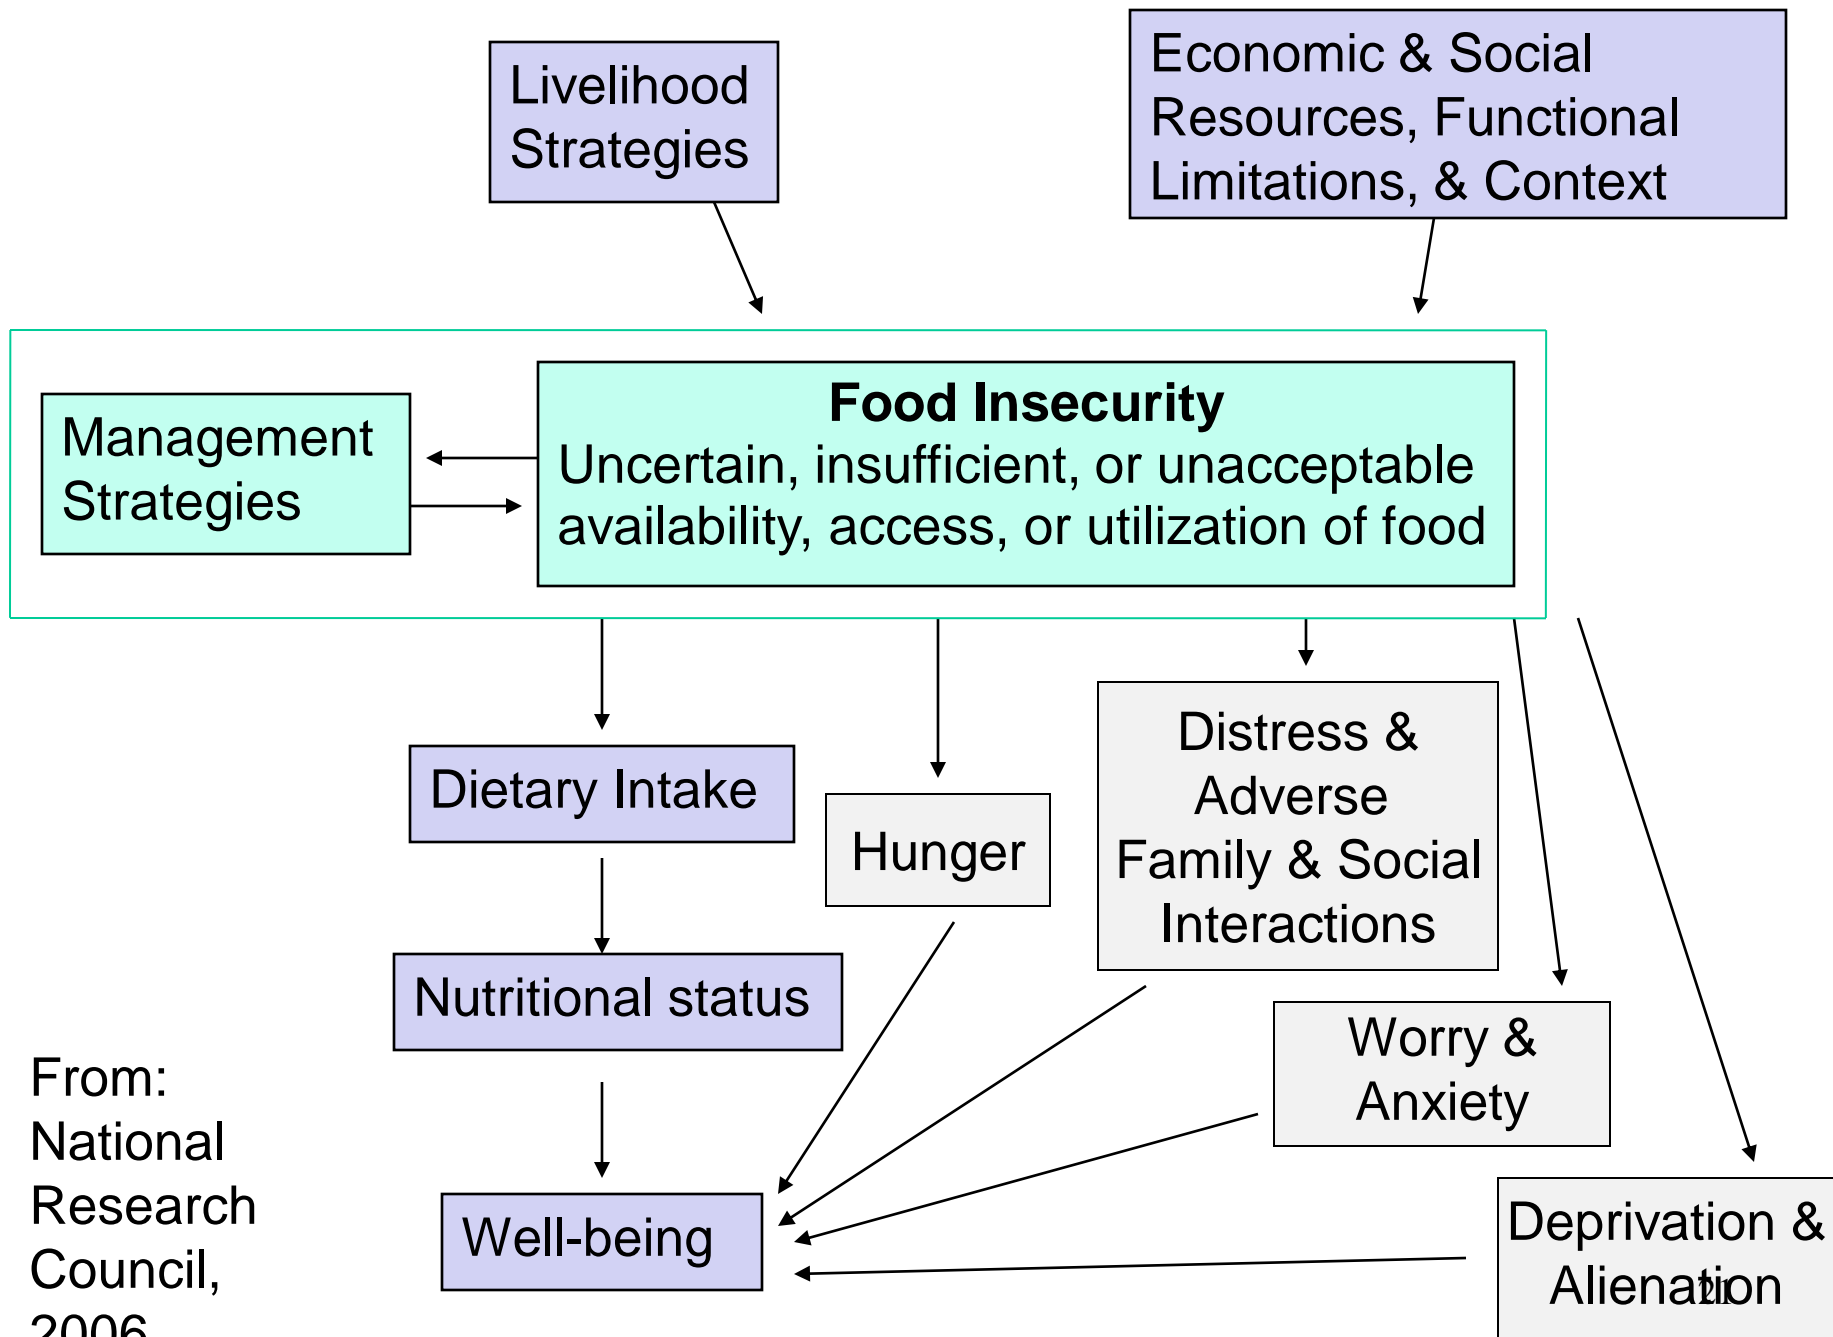 Livelihood
Strategies
Economic & Social
Resources, Functional
Limitations, & Context
Management
Strategies
Food Insecurity
Uncertain, insufficient, or unacceptable
availability, access, or utilization of food
Dietary Intake
Hunger
Distress &
Adverse
Family & Social
Interactions
Nutritional status
Worry &
Anxiety
Well-being
Deprivation &
Alienation
21
From:
National
Research
Council,
2006